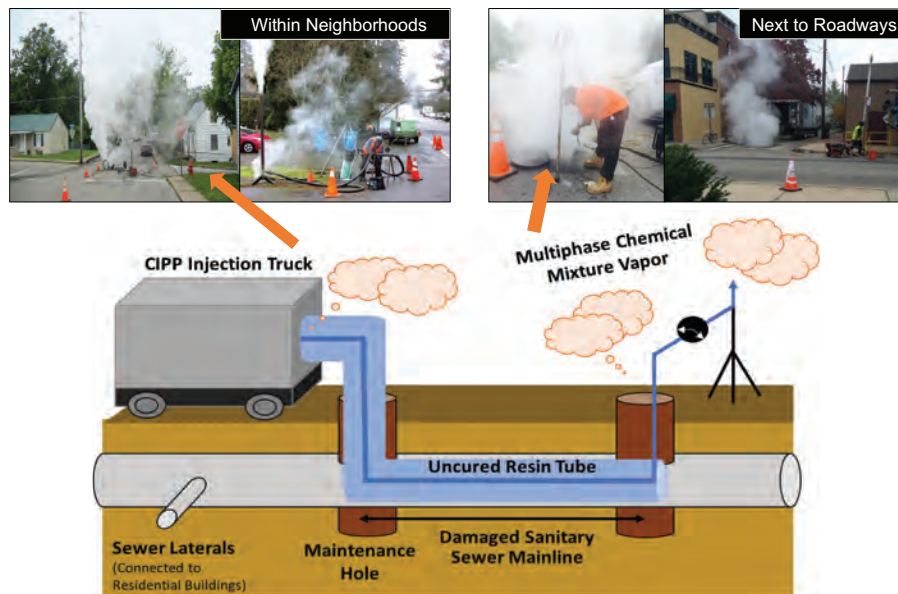 Within Neighborhoods
Next to Roadways
CIPP Injection Truck
Multiphase Chemical
Mixture Vapor
Uncured Resin Tube
Sewer Laterals
(Connected to
Residential Buildings)
Maintenance
Hole
Damaged Sanitary
Sewer Mainline